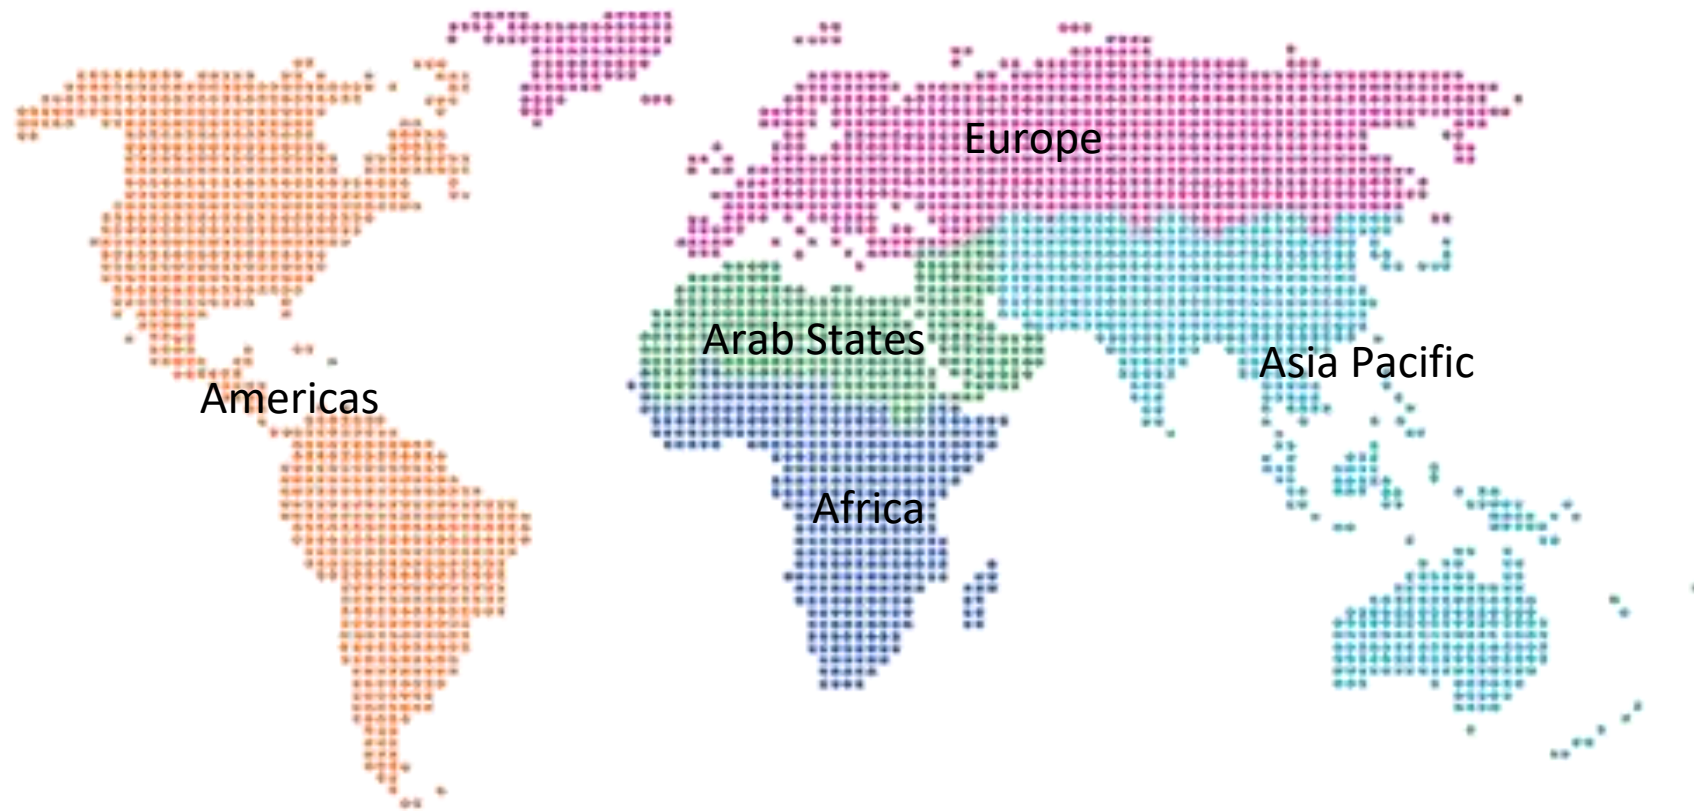 Europe
Arab States
Asia Pacific
Americas
Africa